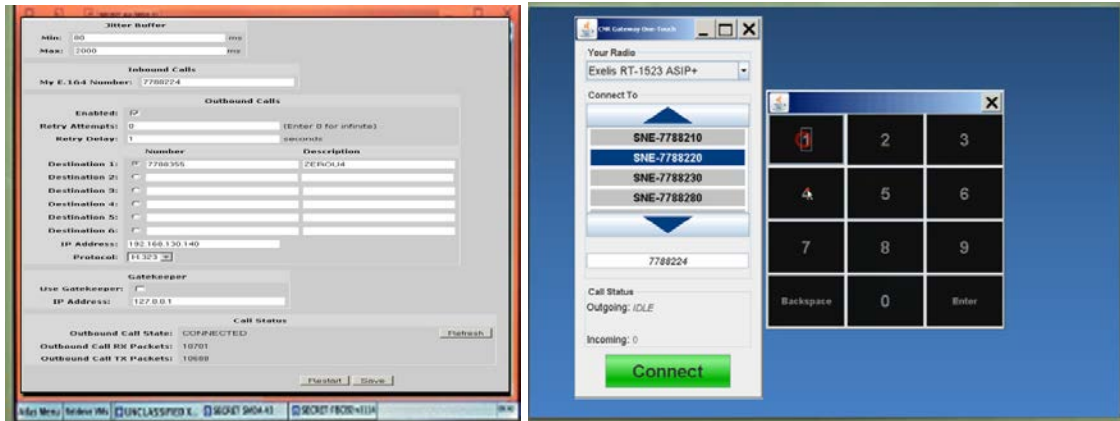 Jitter Buffer
Min: 80 ms
Max: 2000 ms
Inbound Calls
My E.164 Number: 7788224
Outbound Calls
Enabled:
Retry Attempts: 0 (Enter 0 for infinite)
Retry Delay: 1 seconds
Number Description
Destination 1: 7788355 ZEROU4
Destination 2:
Destination 3:
Destination 4:
Destination 5:
Destination 6:
IP Address: 192.168.130.140
Protocol: H.323
Gatekeeper
Use Gatekeeper:
IP Address: 127.0.0.1
Call Status
Outbound Call State: CONNECTED Refresh
Outbound Call RX Packets: 10701
Outbound Call TX Packets: 10688
Restart Save
Menu UNCLASSIFIED X... SECRET SECRET
CNR Gateway One-Touch
Your Radio
Exelis RT-1523 ASIP+
Connect To
SNE-7788210
SNE-7788220
SNE-7788230
SNE-7788280
7788224
Call Status
Outgoing: IDLE
Incoming: 0
Connect
1 2 3
4 5 6
7 8 9
Backspace 0 Enter